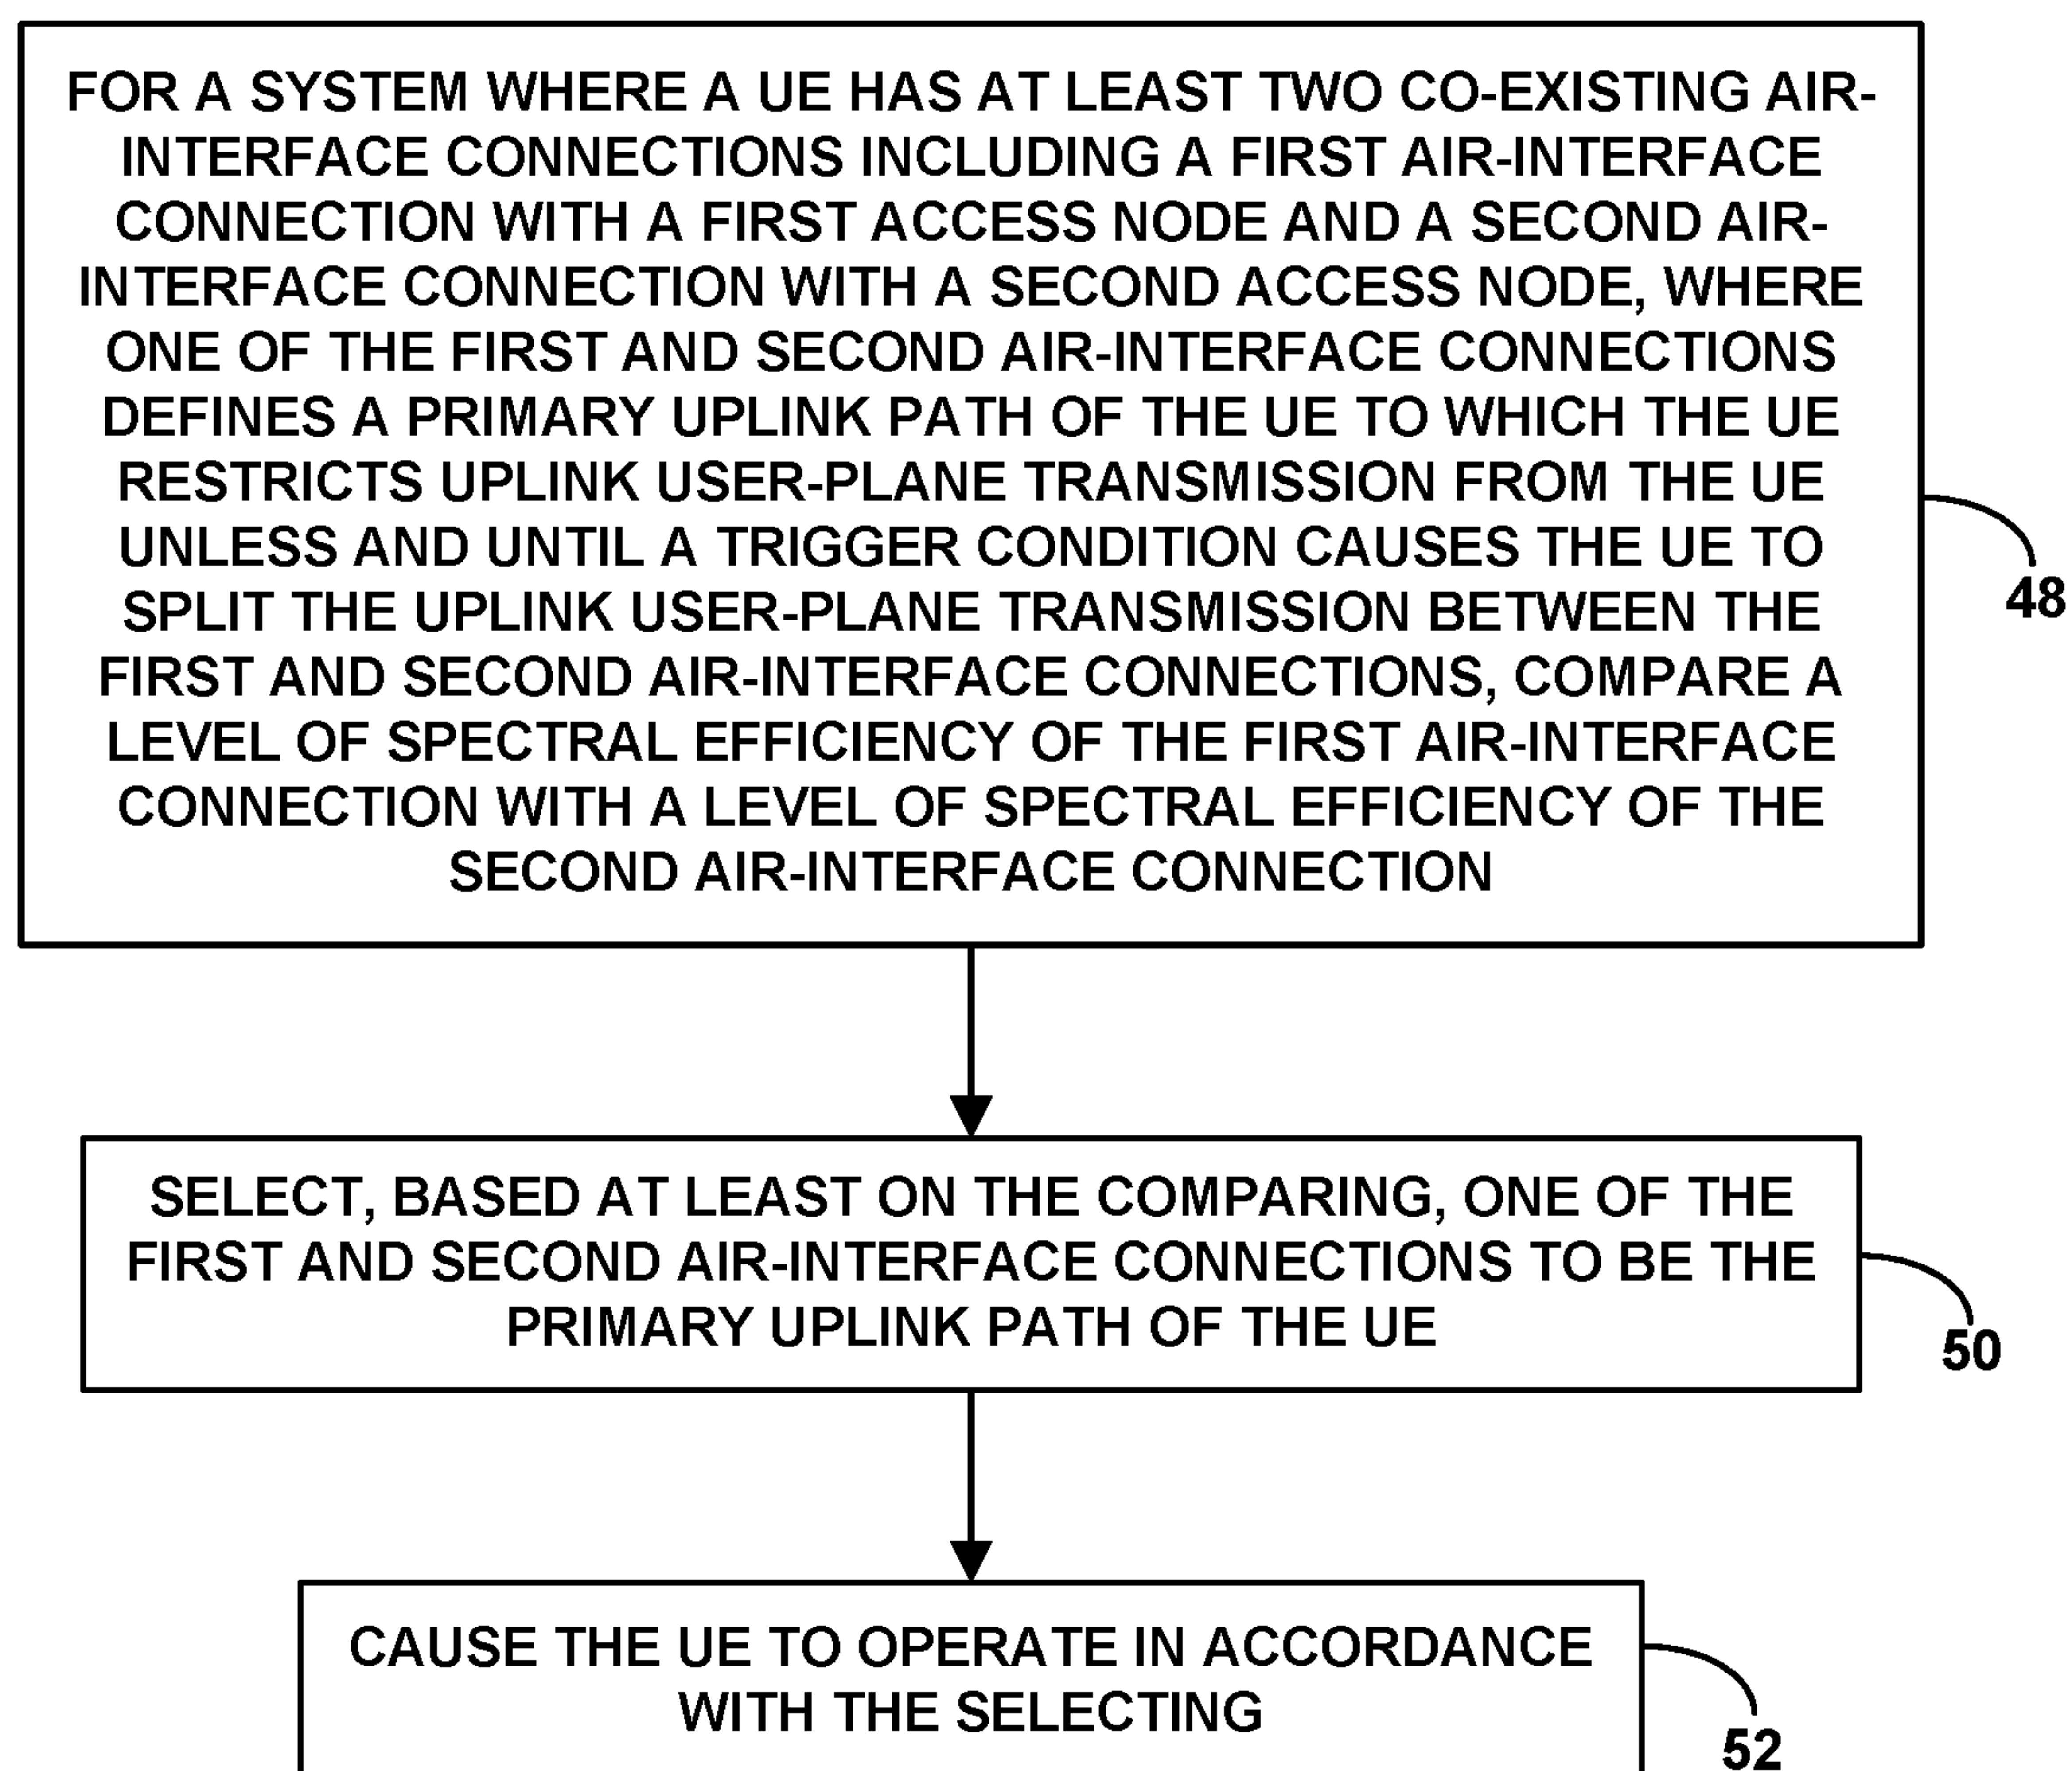 FOR A SYSTEM WHERE A UE HAS AT LEAST TWO CO-EXISTING AIR-
INTERFACE CONNECTIONS INCLUDING A FIRST AIR-INTERFACE
CONNECTION WITH A FIRST ACCESS NODE AND A SECOND AIR-
INTERFACE CONNECTION WITH A SECOND ACCESS NODE, WHERE
ONE OF THE FIRST AND SECOND AIR-INTERFACE CONNECTIONS
DEFINES A PRIMARY UPLINK PATH OF THE UE TO WHICH THE UE
RESTRICTS UPLINK USER-PLANE TRANSMISSION FROM THE UE
UNLESS AND UNTIL A TRIGGER CONDITION CAUSES THE UE TO
SPLIT THE UPLINK USER-PLANE TRANSMISSION BETWEEN THE
FIRST AND SECOND AIR-INTERFACE CONNECTIONS, COMPARE A
LEVEL OF SPECTRAL EFFICIENCY OF THE FIRST AIR-INTERFACE
CONNECTION WITH A LEVEL OF SPECTRAL EFFICIENCY OF THE
SECOND AIR-INTERFACE CONNECTION
48
SELECT, BASED AT LEAST ON THE COMPARING, ONE OF THE
FIRST AND SECOND AIR-INTERFACE CONNECTIONS TO BE THE
PRIMARY UPLINK PATH OF THE UE
50
CAUSE THE UE TO OPERATE IN ACCORDANCE
WITH THE SELECTING
52